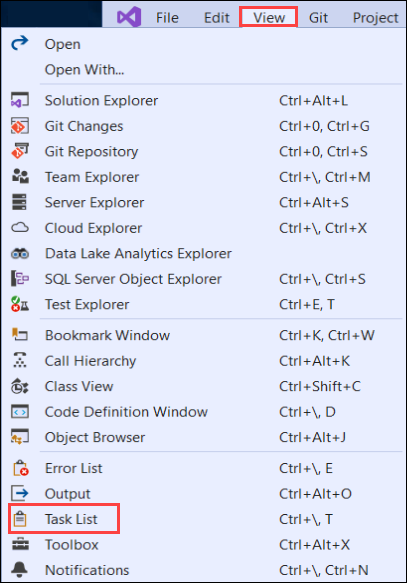 File Edit View Git Project
Open
Open With...
Solution Explorer Ctrl+Alt+L
Git Changes Ctrl+0, Ctrl+G
Git Repository Ctrl+0, Ctrl+S
Team Explorer Ctrl+\, Ctrl+M
Server Explorer Ctrl+Alt+S
Cloud Explorer Ctrl+\, Ctrl+X
Data Lake Analytics Explorer
SQL Server Object Explorer Ctrl+\, Ctrl+S
Test Explorer Ctrl+E, T
Bookmark Window Ctrl+K, Ctrl+W
Call Hierarchy Ctrl+Alt+K
Class View Ctrl+Shift+C
Code Definition Window Ctrl+\, D
Object Browser Ctrl+Alt+J
Error List Ctrl+\, E
Output Ctrl+Alt+O
Task List Ctrl+\, T
Toolbox Ctrl+Alt+X
Notifications Ctrl+\, Ctrl+N